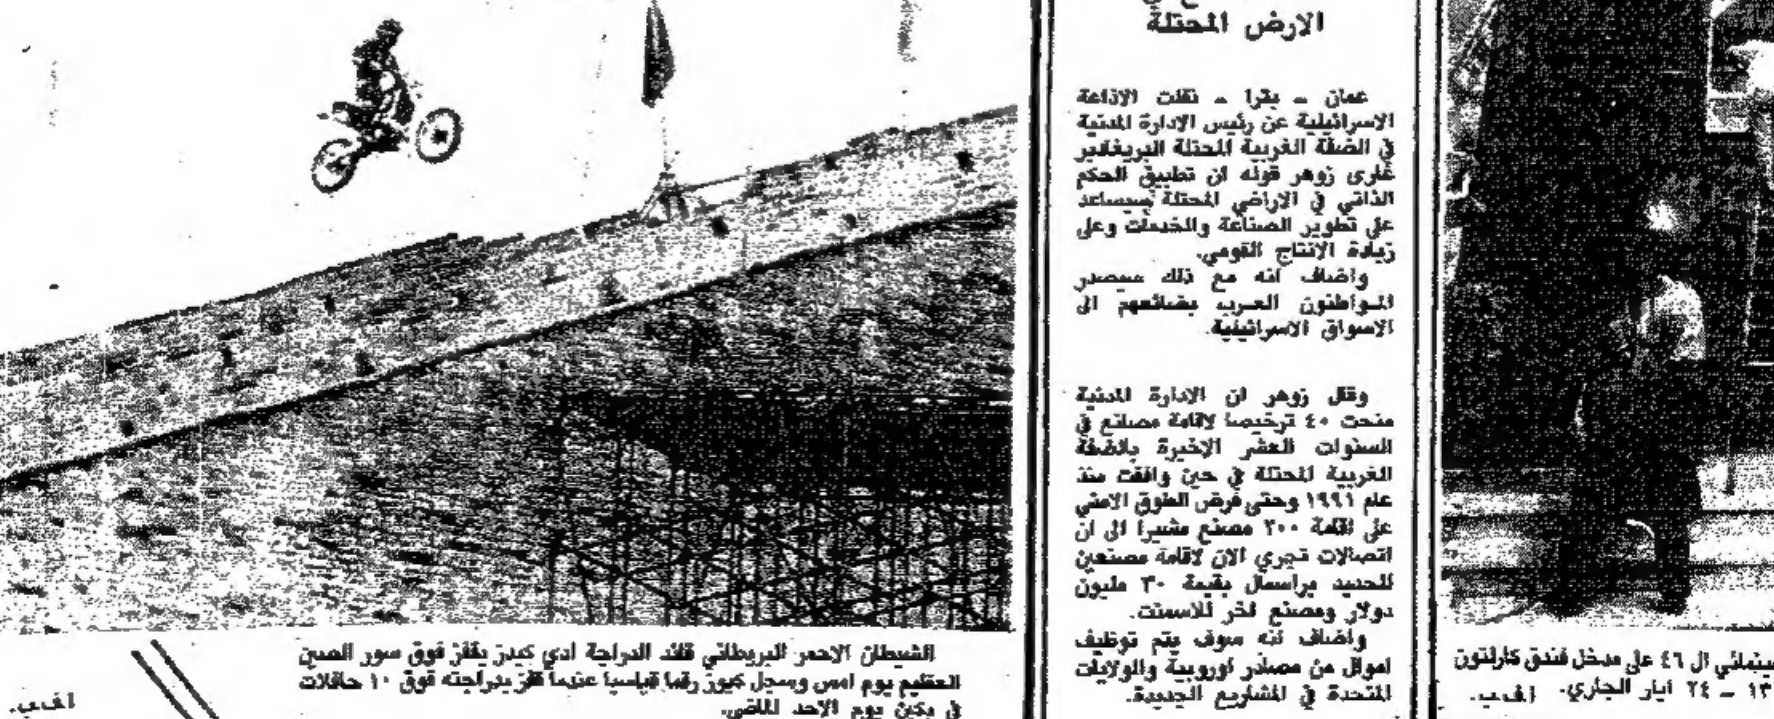 الارض المحتلة
عمان - بترا - نقلت الاذاعة
الاسرائيلية عن رئيس الادارة المدنية
في الضفة الغربية المحتلة البريغادير
غارى زوهر قوله ان تطبيق الحكم
الذاتي في الاراضي المحتلة سيساعد
على تطوير الصناعة والخدمات وعلى
زيادة الانتاج القومي.
واضاف انه مع ذلك سيصدر
المواطنون العرب بضائعهم الى
الاسواق الاسرائيلية.
وقال زوهر ان الادارة المدنية
منحت ٤٠ ترخيصا لاقامة مصانع في
السنوات العشر الاخيرة بالضفة
الغربية المحتلة في حين وافقت منذ
عام ١٩٩١ وحتى فرض الطوق الامني
على اقامة ٢٠٠ مصنع مشيرا الى ان
اتصالات تجري الان لاقامة مصنعين
للحديد براسمال بقيمة ٣٠ مليون
دولار ومصنع اخر للاسمنت.
واضاف انه سوف يتم توظيف
اموال من مصادر اوروبية والولايات
المتحدة في المشاريع الجديدة.
الشيطان الاحمر البريطاني قائد الدراجة ادي كيدز يقفز فوق سور الصين
العظيم يوم امس وسجل رقما قياسيا عندما قفز بدراجته فوق ١٠ حافلات
في بكين يوم الاحد الماضي.
اف.ب.
سينمائي ال ٤٦ على مدخل فندق كارلتون
١٣ - ٢٤ ايار الجاري. اف.ب.